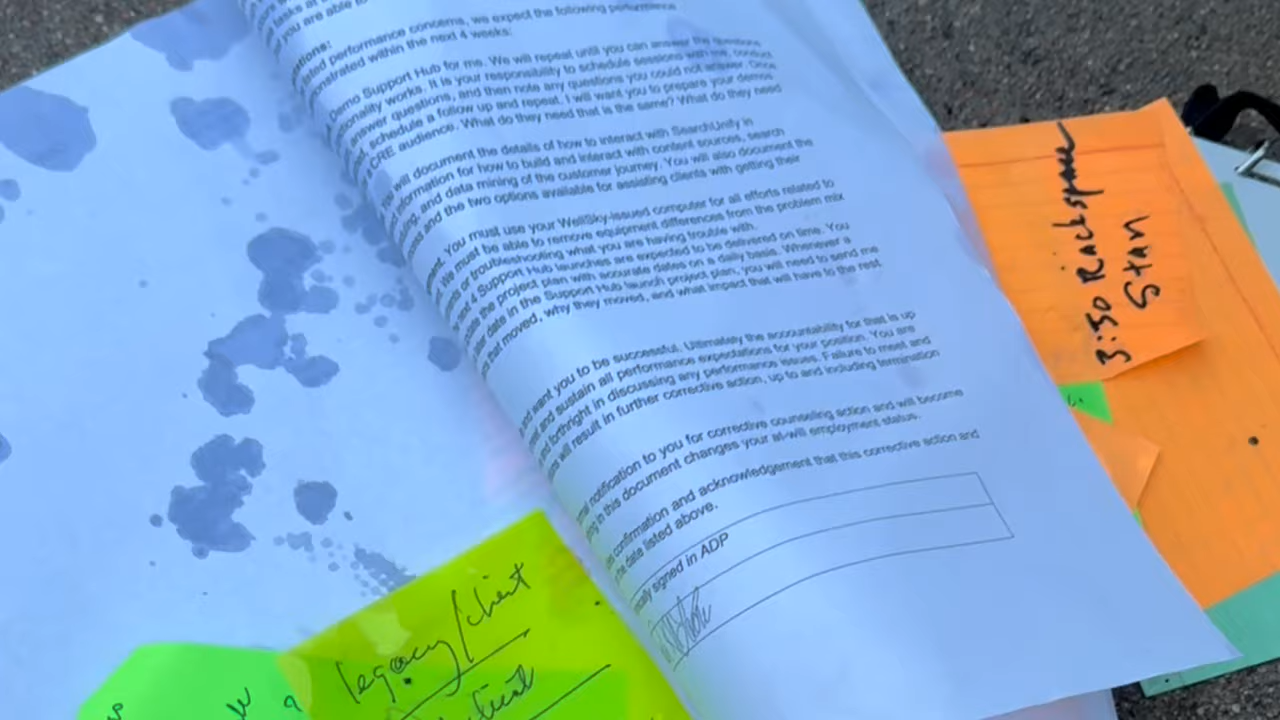 you are able to
ated performance concerns, we expect the following performance
onstrated within the next 4 weeks:
Demo Support Hub for me. We will repeat until you can answer the questions
ionality works. It is your responsibility to schedule sessions with me, conduct
answer questions, and then note any questions you could not answer. Once
schedule a follow up and repeat. I will want you to prepare your demos
CRE audience. What do they need that is the same? What do they need
will document the details of how to interact with SearchUnify in
information for how to build and interact with content sources, search
and data mining of the customer journey. You will also document the
and the two options available for assisting clients with getting their
You must use your WellSky-issued computer for all efforts related to
We must be able to remove equipment differences from the problem mix
or troubleshooting what you are having trouble with.
4 Support Hub launches are expected to be delivered on time. You
the project plan with accurate dates on a daily basis. Whenever a
date in the Support Hub launch project plan, you will need to send me
that moved, why they moved, and what impact that will have to the rest
and want you to be successful. Ultimately the accountability for that is up
and sustain all performance expectations for your position. You are
forthright in discussing any performance issues. Failure to meet and
will result in further corrective action, up to and including termination
notification to you for corrective counseling action and will become
in this document changes your at-will employment status.
confirmation and acknowledgement that this corrective action and
date listed above.
signed in ADP
3:30 Rackspace
Stan
legacy/client